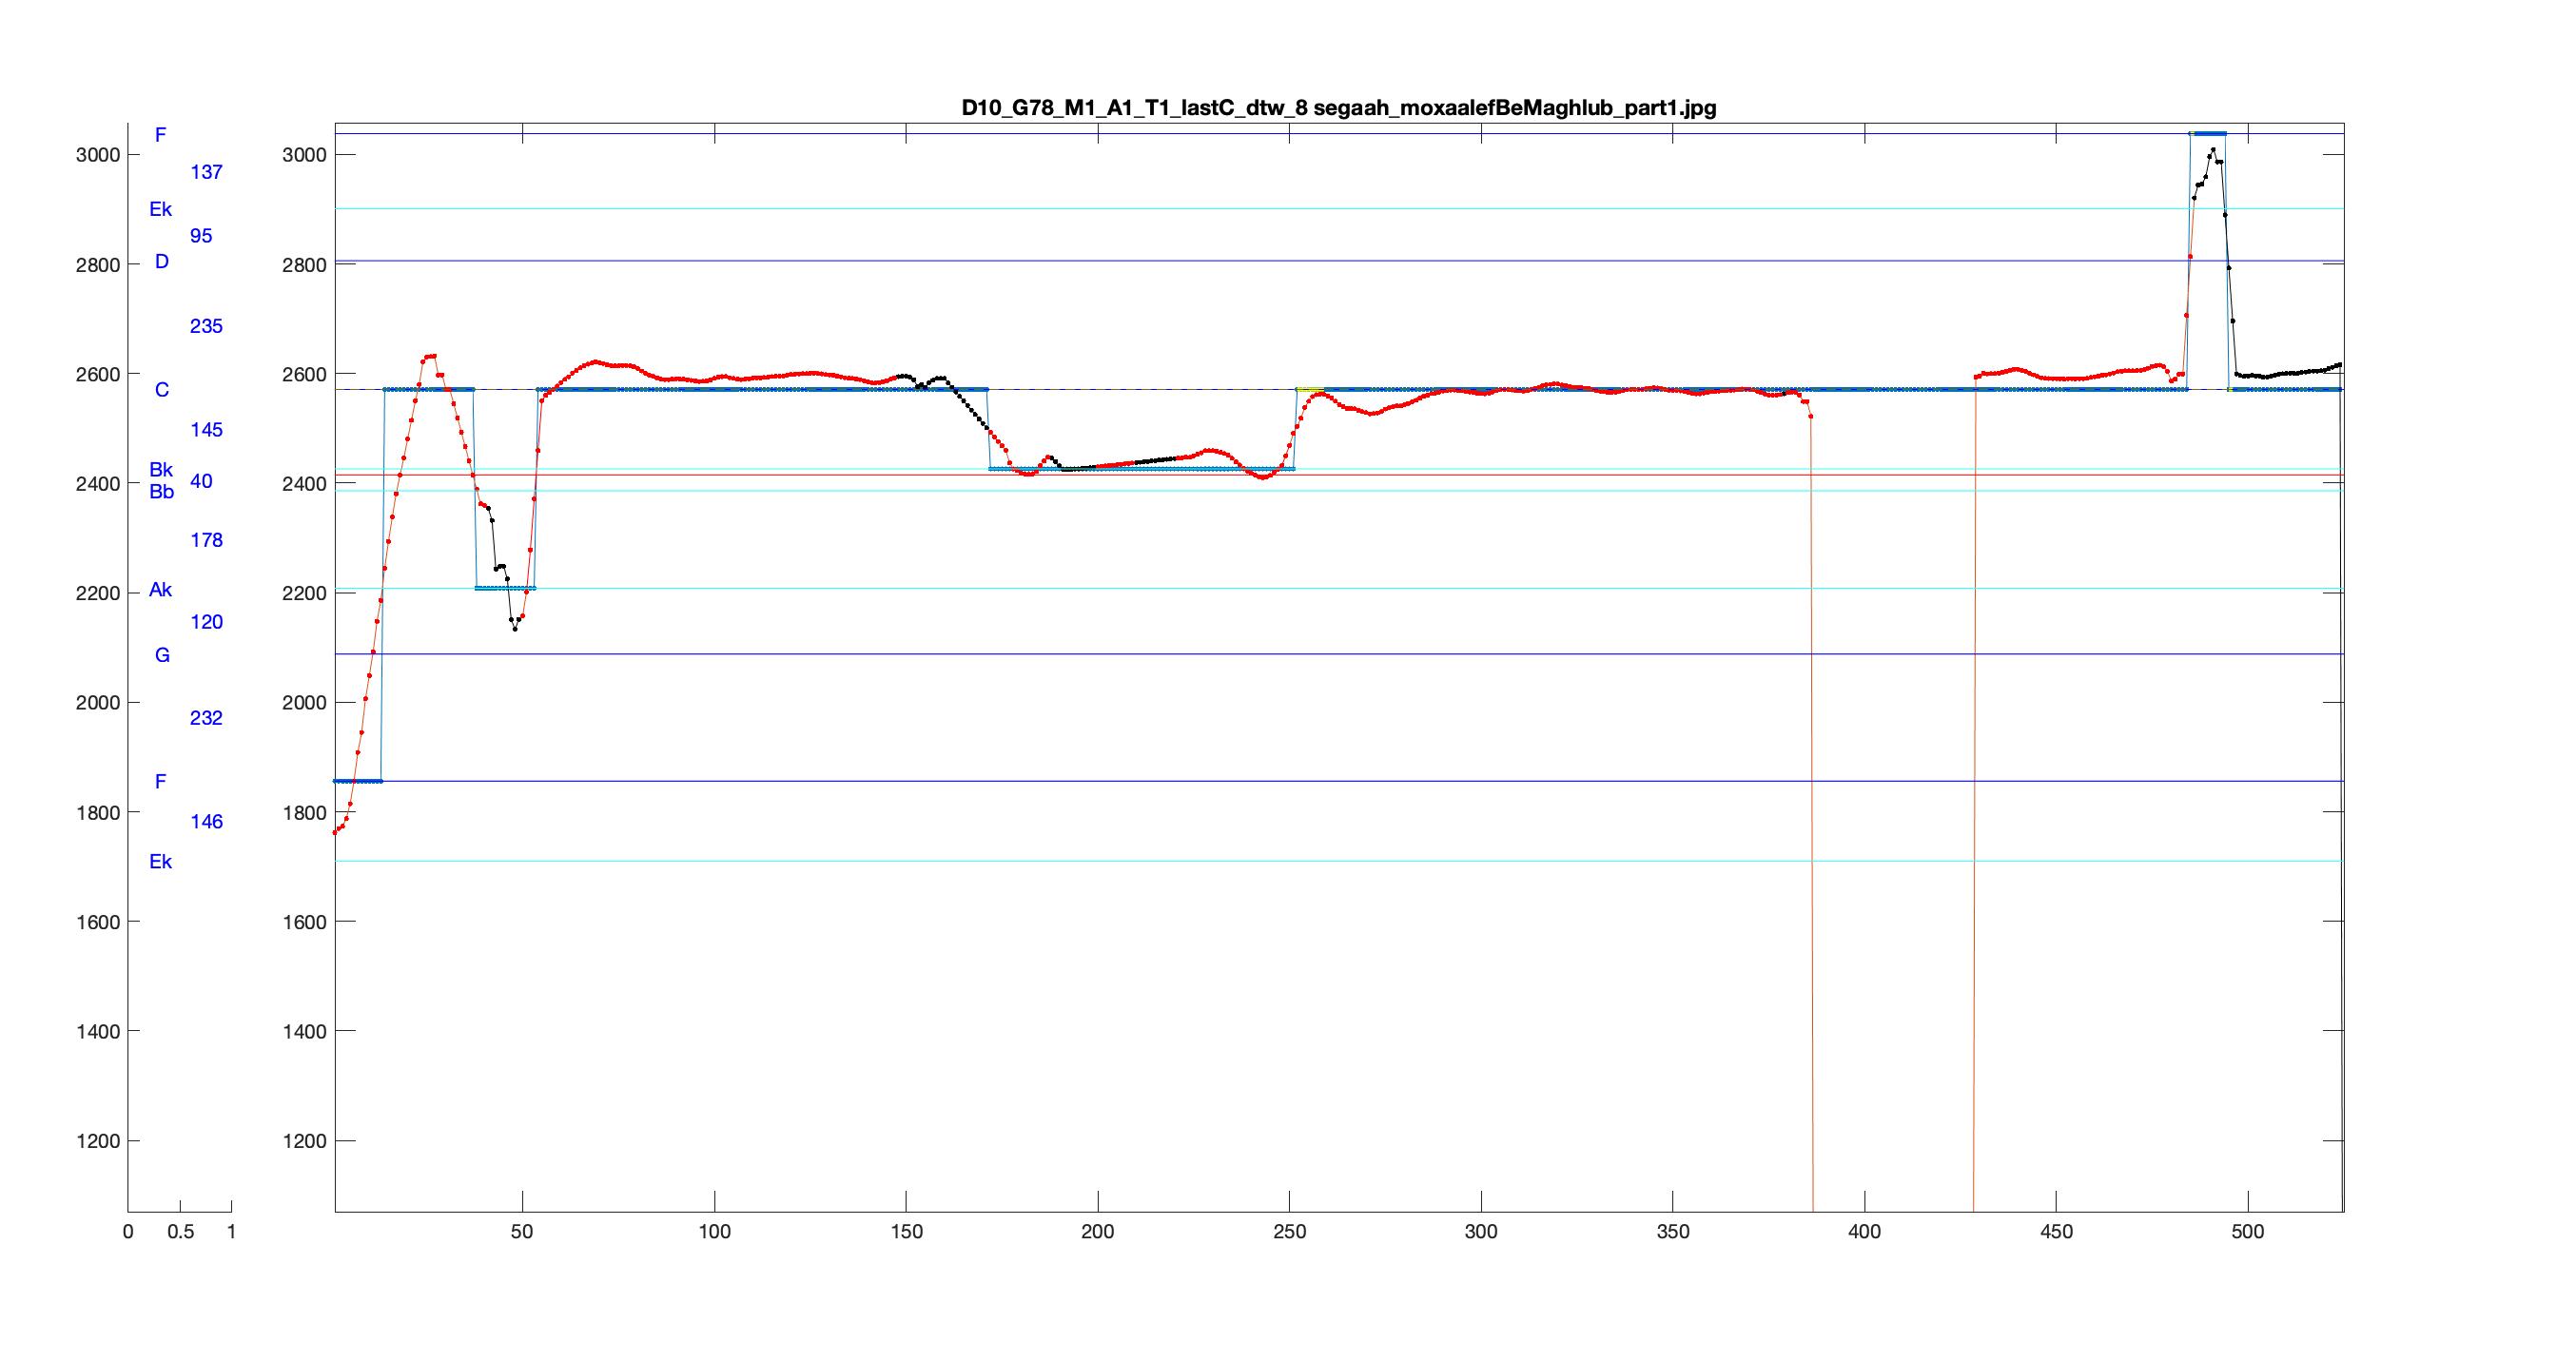 D10_G78_M1_A1_T1_lastC_dtw_8 segaah_moxaalefBeMaghlub_part1.jpg
F
3000 3000
137
Ek
95
D
2800 2800
235
2600 2600
C
145
Bk
2400 40 2400
Bb
178
Ak
2200 2200
120
G
2000 2000
232
F
1800 1800
146
Ek
1600 1600
1400 1400
1200 1200
0 0.5 1 50 100 150 200 250 300 350 400 450 500